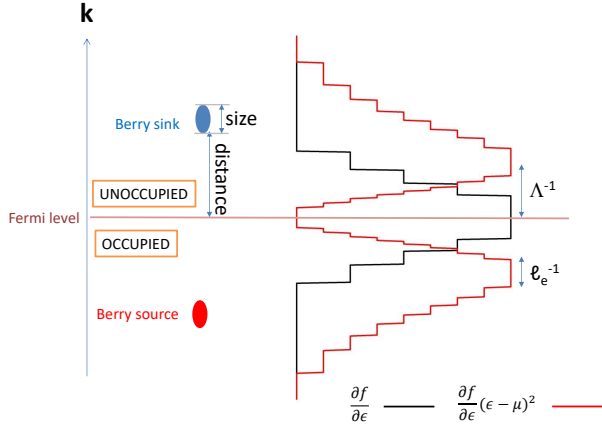 k
Berry sink
size
distance
UNOCCUPIED
Λ⁻¹
Fermi level
OCCUPIED
ℓₑ⁻¹
Berry source
∂f/∂ϵ
∂f/∂ϵ (ϵ − μ)²